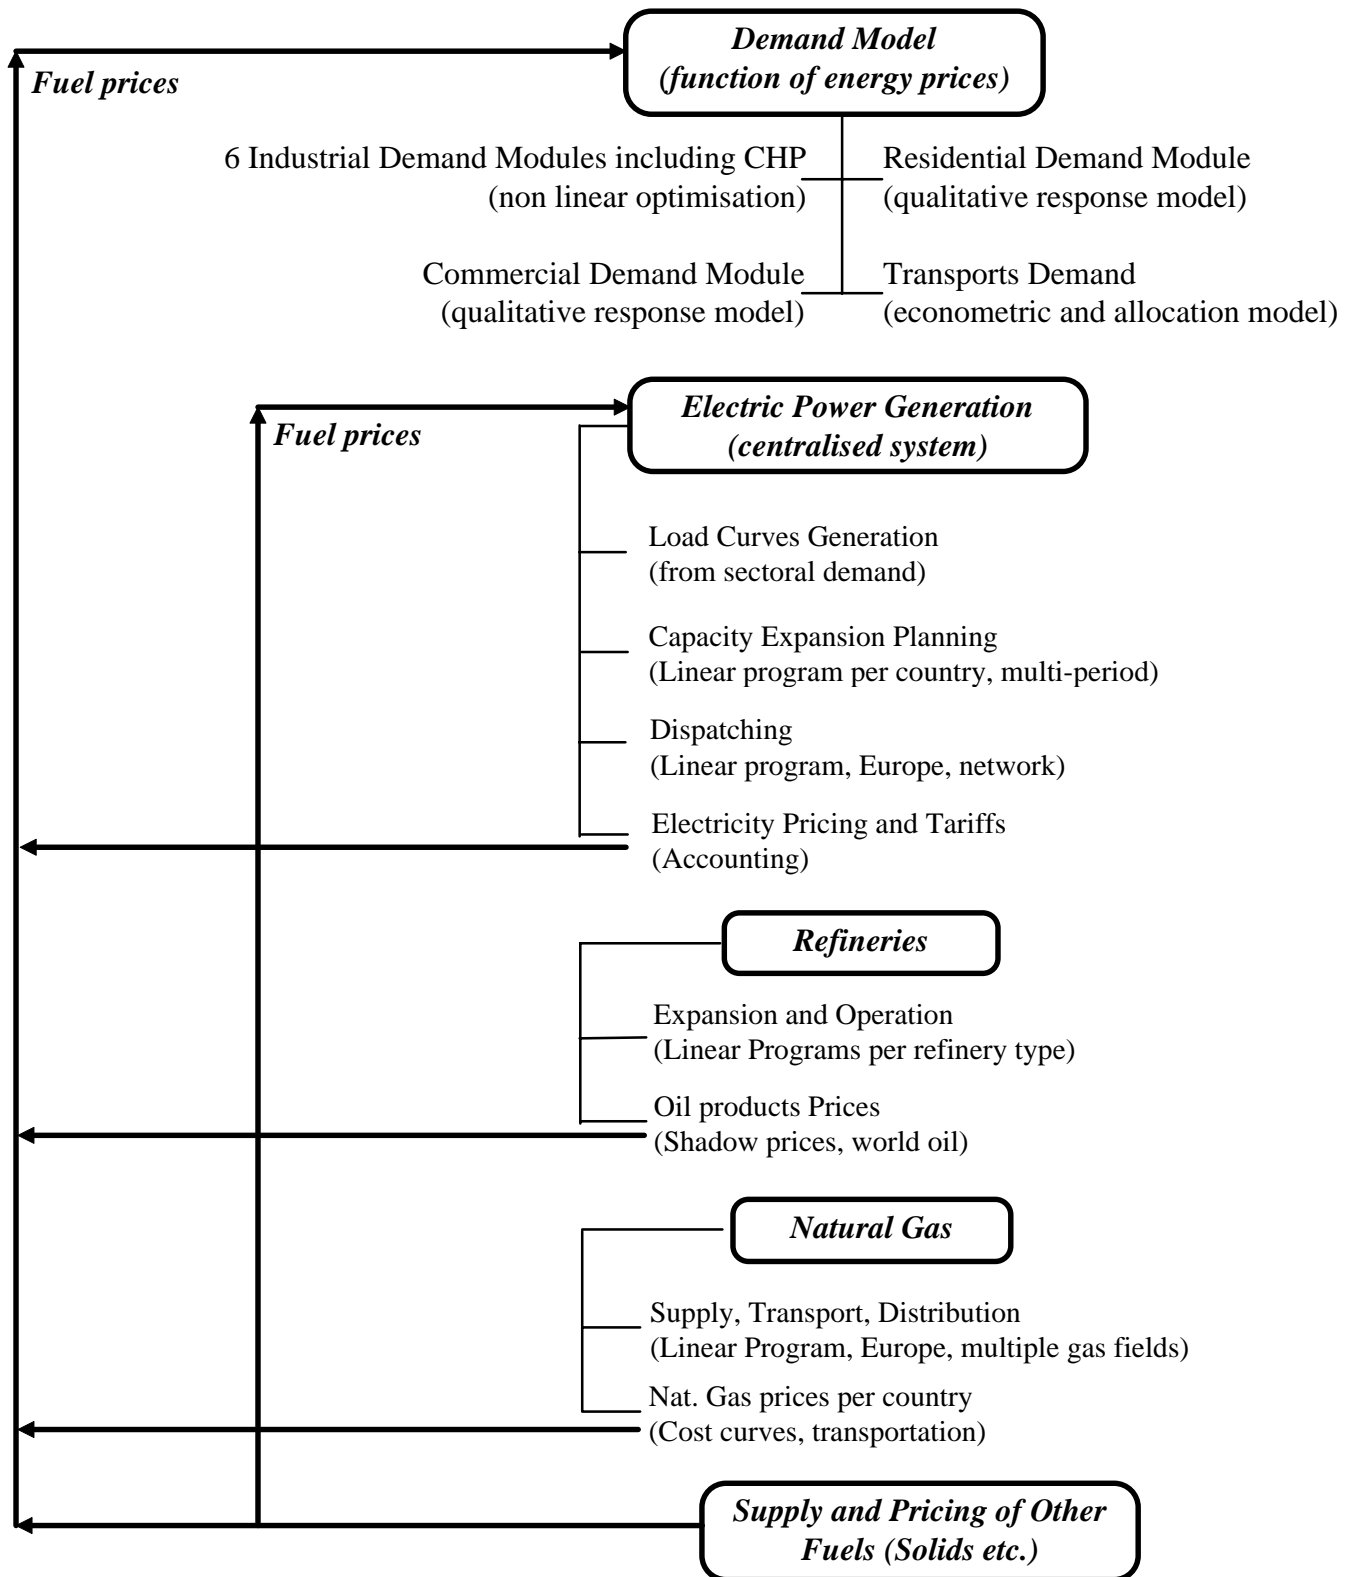 Demand Model
(function of energy prices)
Fuel prices
6 Industrial Demand Modules including CHP
(non linear optimisation)
Residential Demand Module
(qualitative response model)
Commercial Demand Module
(qualitative response model)
Transports Demand
(econometric and allocation model)
Electric Power Generation
(centralised system)
Fuel prices
Load Curves Generation
(from sectoral demand)
Capacity Expansion Planning
(Linear program per country, multi-period)
Dispatching
(Linear program, Europe, network)
Electricity Pricing and Tariffs
(Accounting)
Refineries
Expansion and Operation
(Linear Programs per refinery type)
Oil products Prices
(Shadow prices, world oil)
Natural Gas
Supply, Transport, Distribution
(Linear Program, Europe, multiple gas fields)
Nat. Gas prices per country
(Cost curves, transportation)
Supply and Pricing of Other
Fuels (Solids etc.)